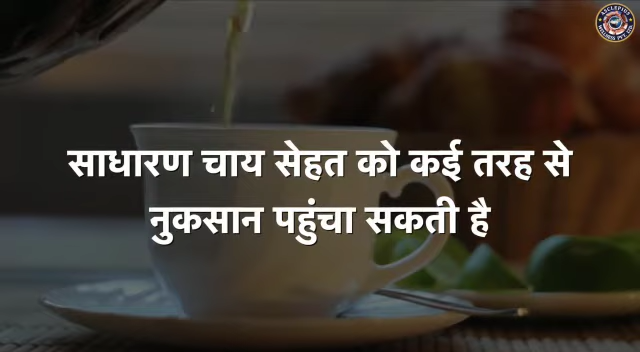 साधारण चाय सेहत को कई तरह से
नुकसान पहुंचा सकती है